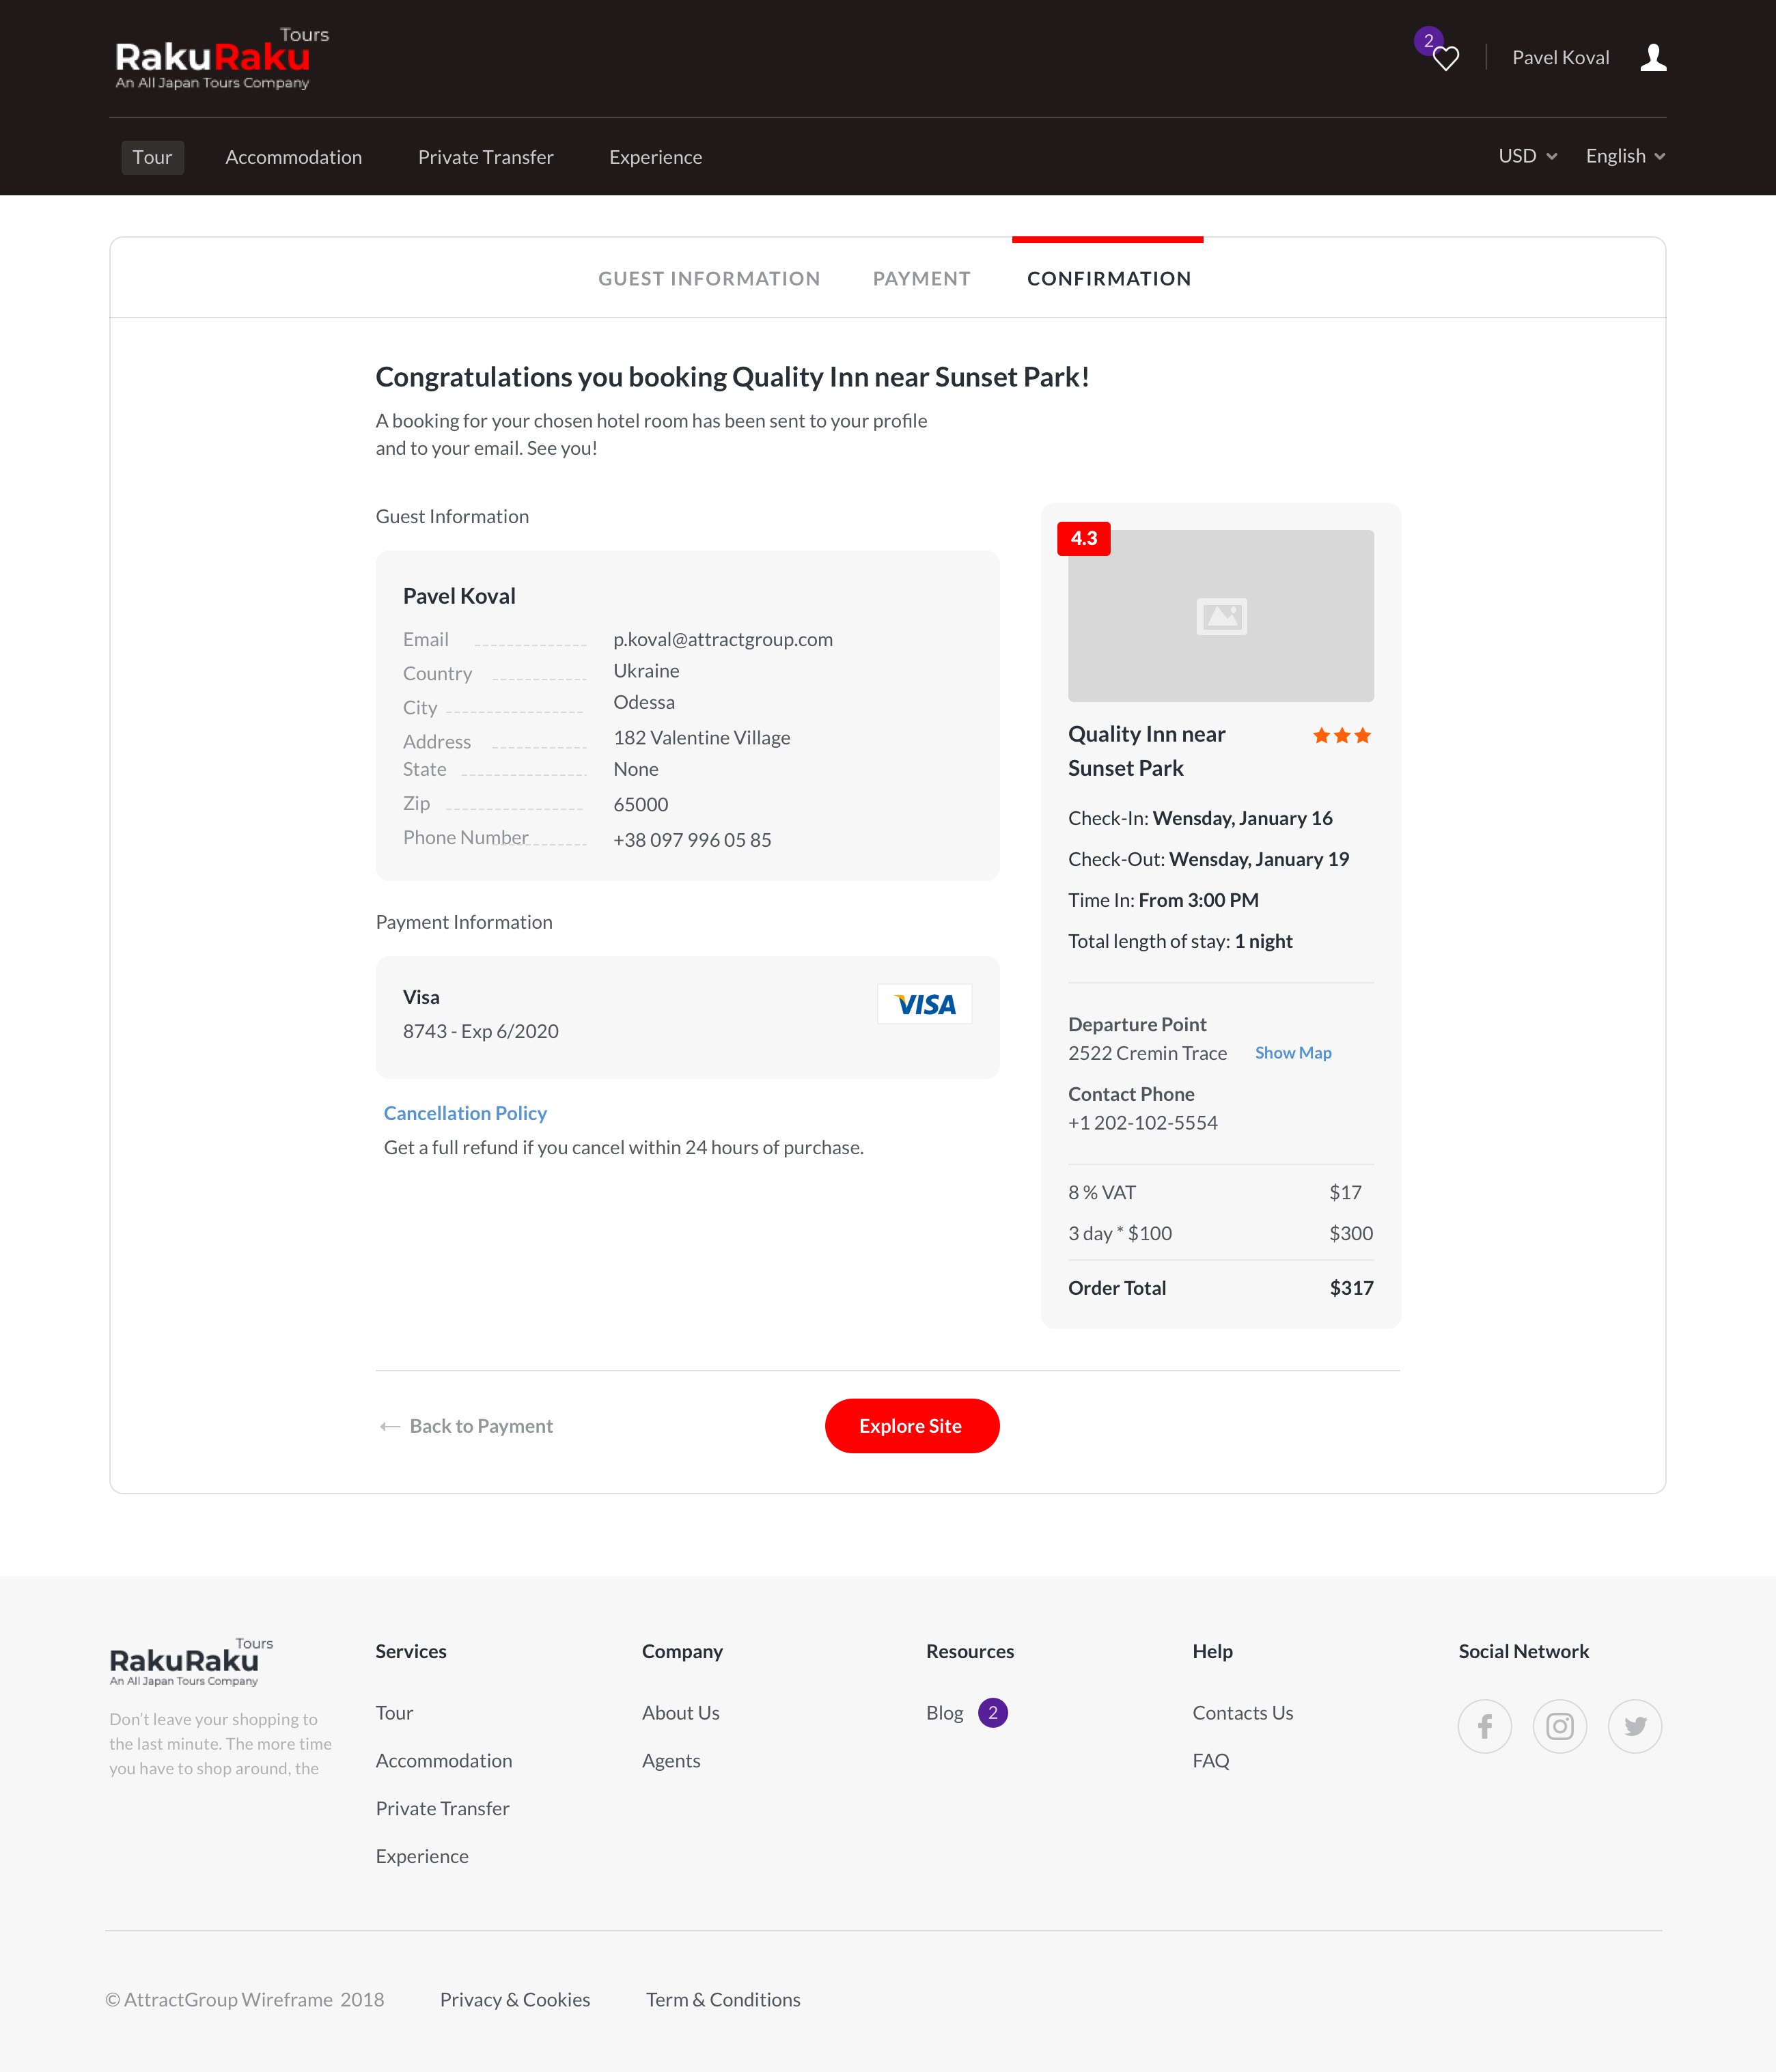 Tours
RakuRaku
An All Japan Tours Company
2
Pavel Koval
Tour
Accommodation
Private Transfer
Experience
USD
English
GUEST INFORMATION
PAYMENT
CONFIRMATION
Congratulations you booking Quality Inn near Sunset Park!
A booking for your chosen hotel room has been sent to your profile
and to your email. See you!
Guest Information
Pavel Koval
Email p.koval@attractgroup.com
Country Ukraine
City Odessa
Address 182 Valentine Village
State None
Zip 65000
Phone Number +38 097 996 05 85
Payment Information
Visa
8743 - Exp 6/2020
VISA
Cancellation Policy
Get a full refund if you cancel within 24 hours of purchase.
4.3
Quality Inn near
Sunset Park
Check-In: Wensday, January 16
Check-Out: Wensday, January 19
Time In: From 3:00 PM
Total length of stay: 1 night
Departure Point
2522 Cremin Trace Show Map
Contact Phone
+1 202-102-5554
8 % VAT $17
3 day * $100 $300
Order Total $317
Back to Payment
Explore Site
Tours
RakuRaku
An All Japan Tours Company
Don't leave your shopping to
the last minute. The more time
you have to shop around, the
Services
Tour
Accommodation
Private Transfer
Experience
Company
About Us
Agents
Resources
Blog 2
Help
Contacts Us
FAQ
Social Network
© AttractGroup Wireframe 2018
Privacy & Cookies
Term & Conditions